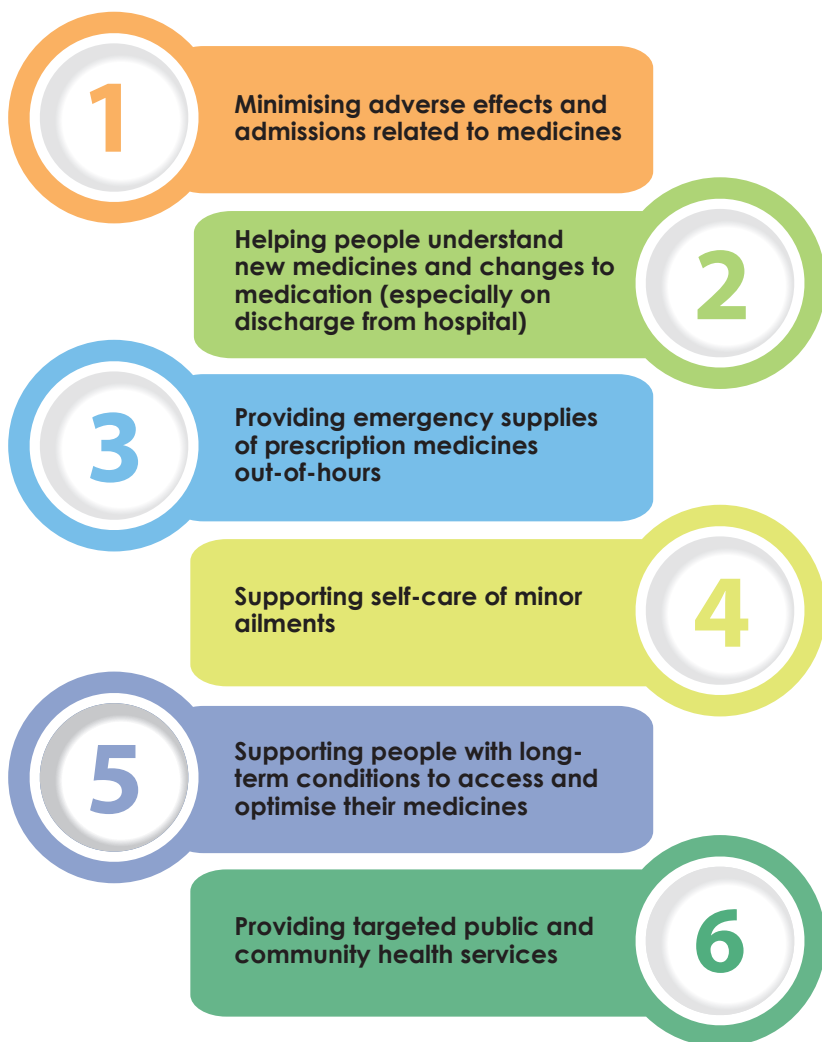 1
Minimising adverse effects and
admissions related to medicines
Helping people understand
new medicines and changes to
medication (especially on
discharge from hospital)
2
3
Providing emergency supplies
of prescription medicines
out-of-hours
Supporting self-care of minor
ailments
4
5
Supporting people with long-
term conditions to access and
optimise their medicines
Providing targeted public and
community health services
6